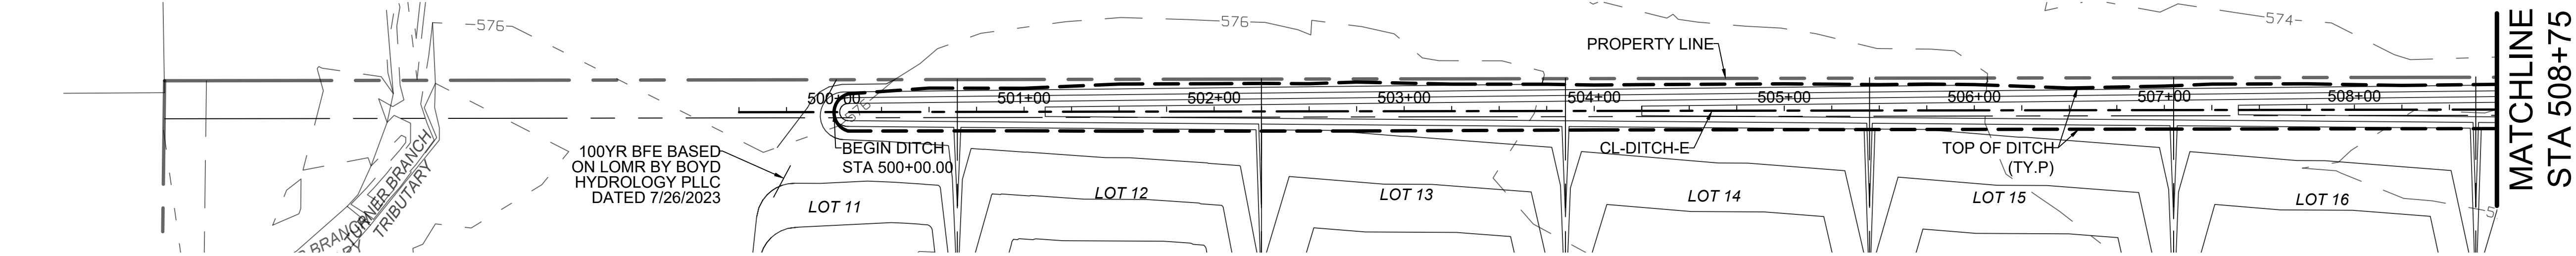 576
576
574
PROPERTY LINE
MATCHLINE
STA 508+75
500+00
501+00
502+00
503+00
504+00
505+00
506+00
507+00
508+00
576
100YR BFE BASED
ON LOMR BY BOYD
HYDROLOGY PLLC
DATED 7/26/2023
BEGIN DITCH
STA 500+00.00
CL-DITCH-E
TOP OF DITCH
(TY.P)
TURNER BRANCH
TRIBUTARY
BRANCH
LOT 11
LOT 12
LOT 13
LOT 14
LOT 15
LOT 16